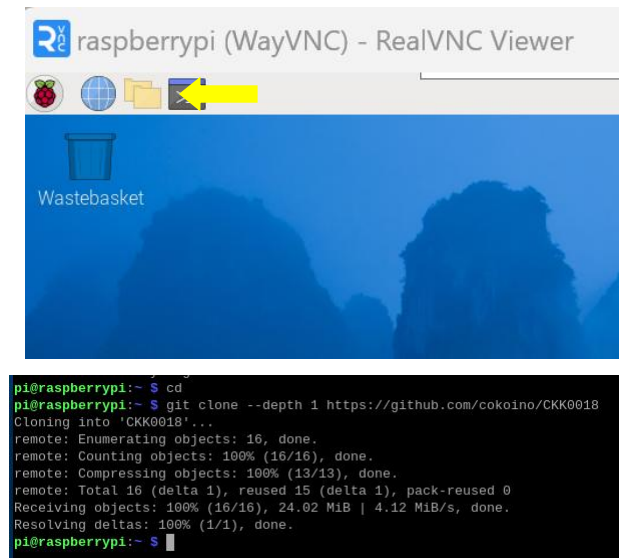 raspberrypi (WayVNC) - RealVNC Viewer
Wastebasket
pi@raspberrypi:~ $ cd
pi@raspberrypi:~ $ git clone --depth 1 https://github.com/cokoino/CKK0018
Cloning into 'CKK0018'...
remote: Enumerating objects: 16, done.
remote: Counting objects: 100% (16/16), done.
remote: Compressing objects: 100% (13/13), done.
remote: Total 16 (delta 1), reused 15 (delta 1), pack-reused 0
Receiving objects: 100% (16/16), 24.02 MiB | 4.12 MiB/s, done.
Resolving deltas: 100% (1/1), done.
pi@raspberrypi:~ $